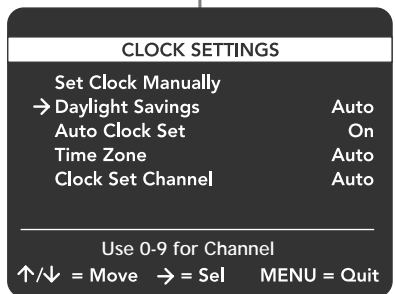 CLOCK SETTINGS
Set Clock Manually
→ Daylight Savings Auto
Auto Clock Set On
Time Zone Auto
Clock Set Channel Auto
Use 0-9 for Channel
↑/↓ = Move → = Sel MENU = Quit